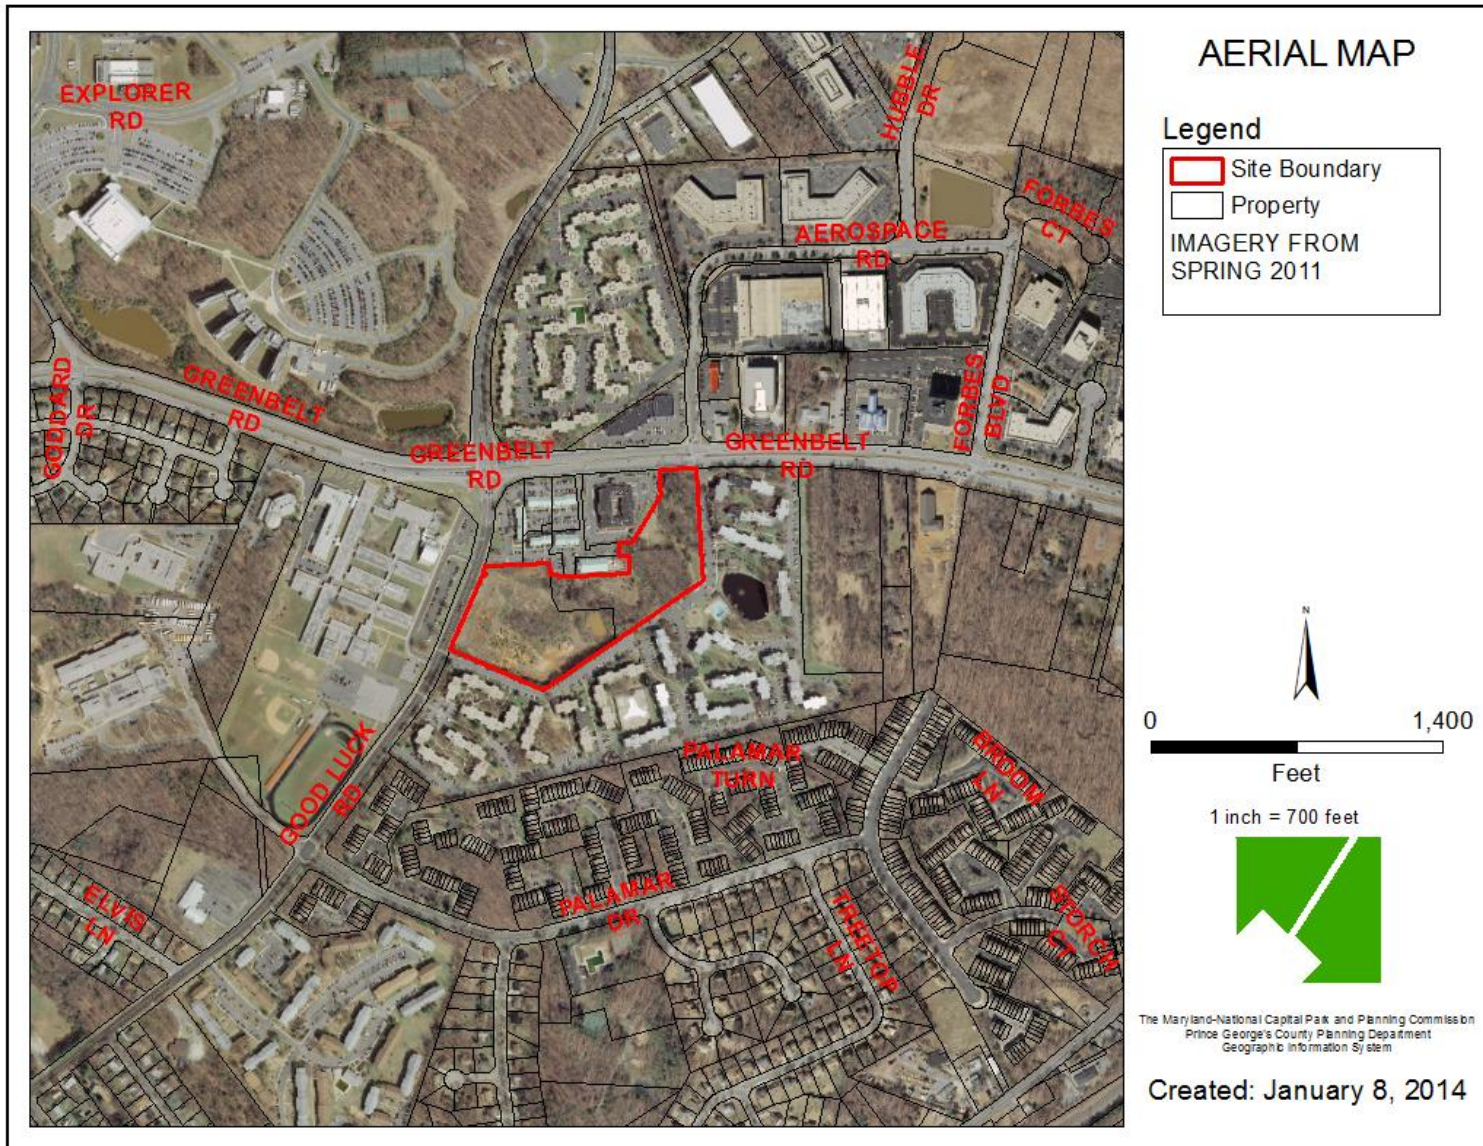 AERIAL MAP
Legend
Site Boundary
Property
IMAGERY FROM
SPRING 2011
N
0 1,400
Feet
1 inch = 700 feet
The Maryland-National Capital Park and Planning Commission
Prince George's County Planning Department
Geographic Information System
Created: January 8, 2014
EXPLORER
RD
HUBBLE
DR
FORBES
CT
AEROSPACE
RD
GODDARD
DR
GREENBELT
RD
GREENBELT
RD
GREENBELT
RD
FORBES
BLVD
GOOD LUCK
RD
PALAMAR
TURN
BIRDOM
LN
ELVIS
LN
PALAMAR
DR
TREETOP
LN
STORCH
CT